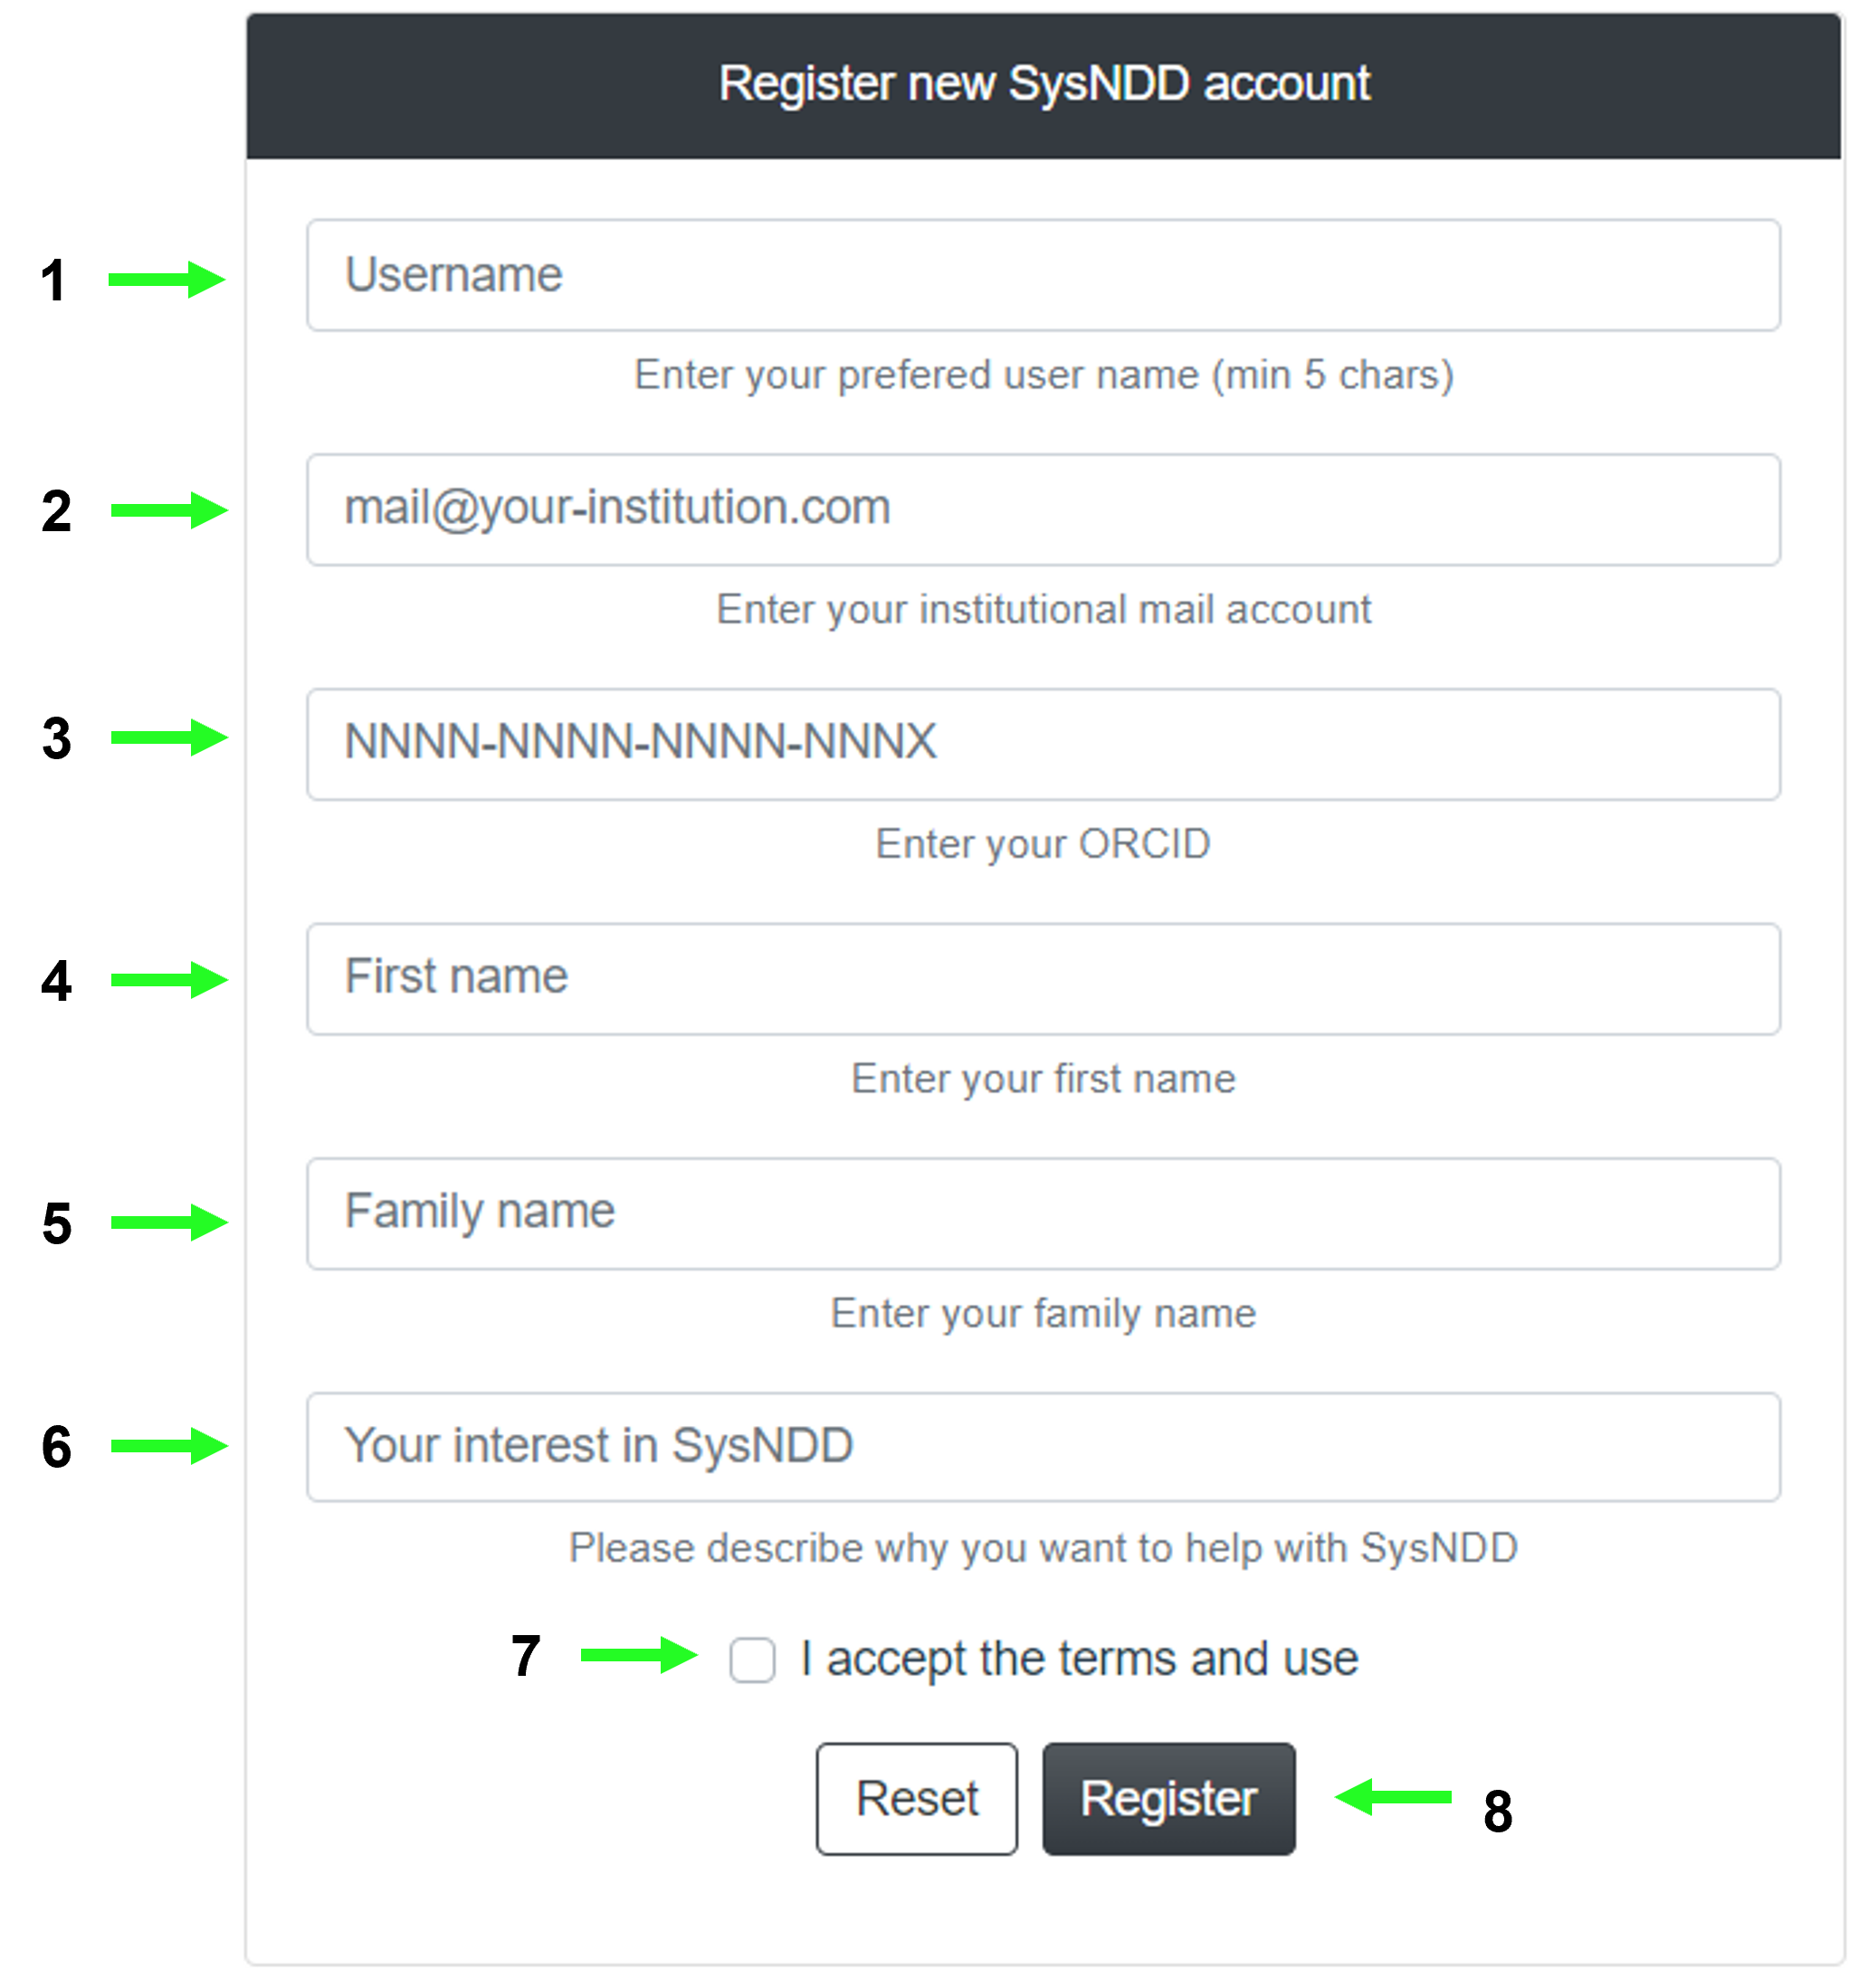 Register new SysNDD account
1
Username
Enter your prefered user name (min 5 chars)
2
mail@your-institution.com
Enter your institutional mail account
3
NNNN-NNNN-NNNN-NNNX
Enter your ORCID
4
First name
Enter your first name
5
Family name
Enter your family name
6
Your interest in SysNDD
Please describe why you want to help with SysNDD
7
I accept the terms and use
Reset
Register
8